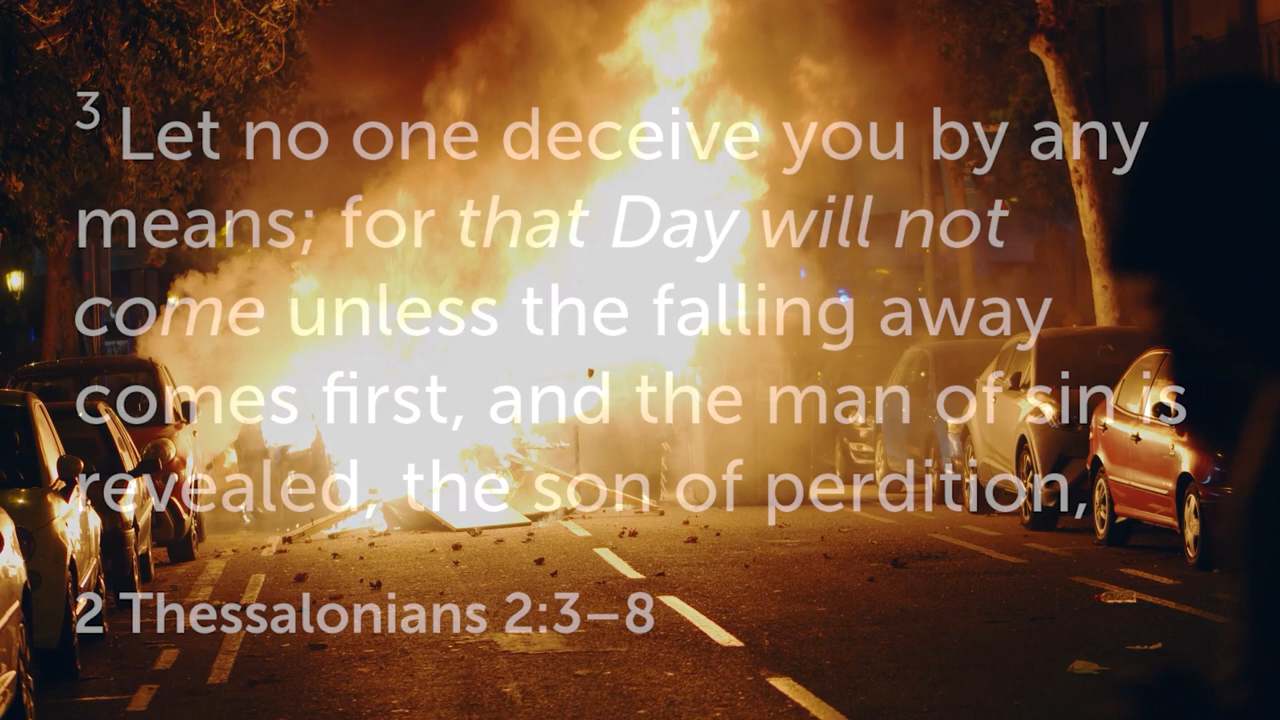 3 Let no one deceive you by any
means; for that Day will not
come unless the falling away
comes first, and the man of sin is
revealed, the son of perdition,
2 Thessalonians 2:3–8